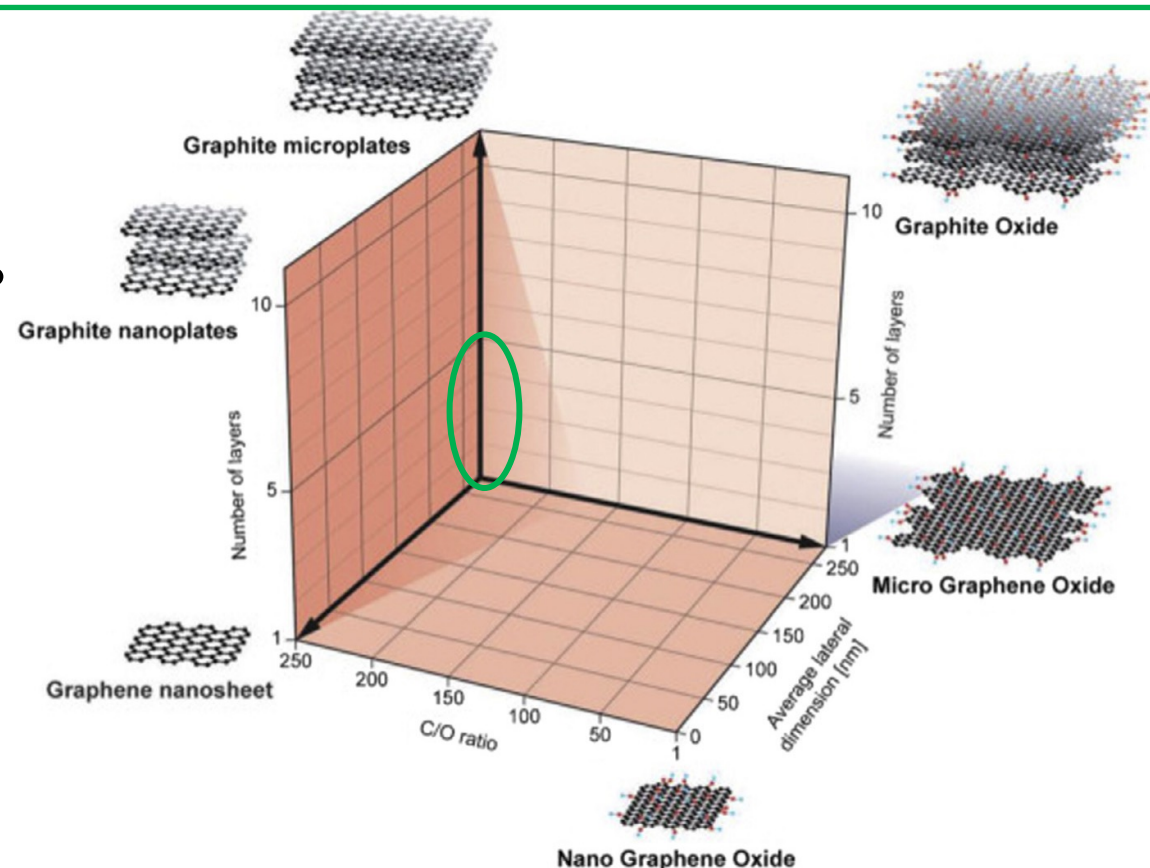 Graphite microplates
Graphite Oxide
Graphite nanoplates
Graphene nanosheet
Micro Graphene Oxide
Nano Graphene Oxide
Number of layers
10
5
1
Number of layers
10
5
1
C/O ratio
250
200
150
100
50
1
Average lateral
dimension [nm]
250
200
150
100
50
0